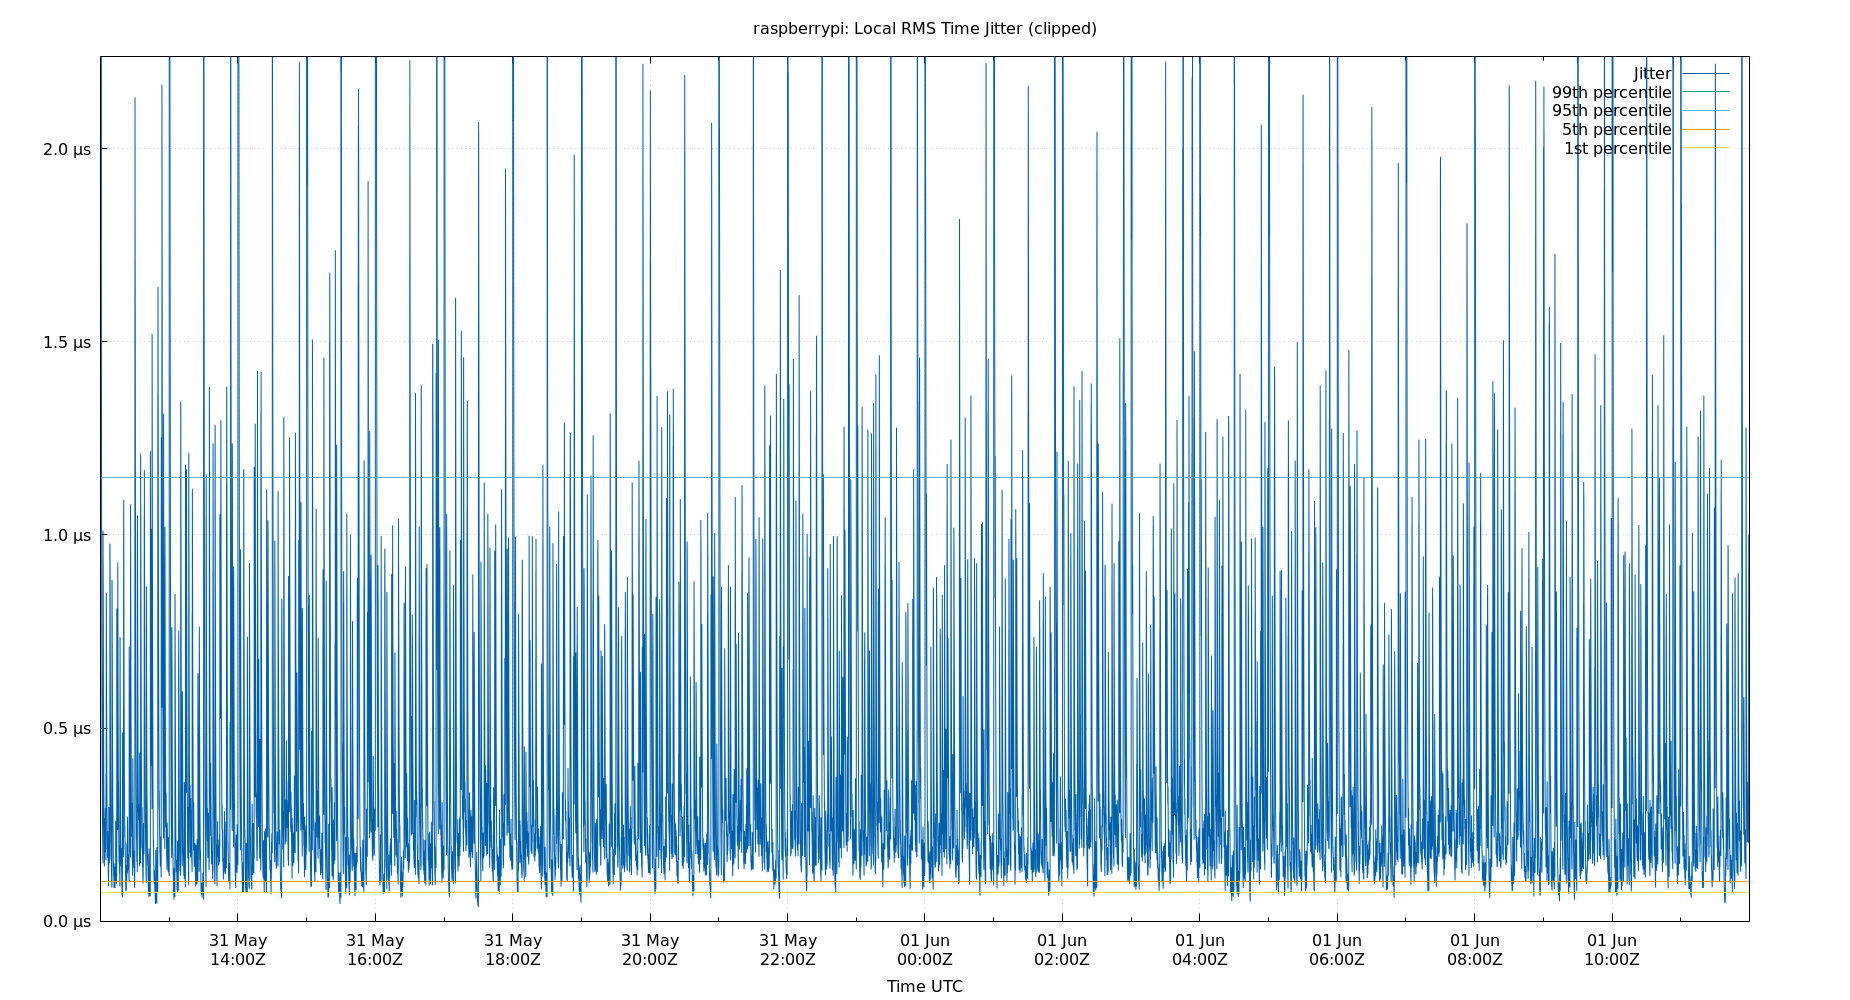 raspberrypi: Local RMS Time Jitter (clipped)
Jitter
99th percentile
95th percentile
5th percentile
1st percentile
2.0 µs
1.5 µs
1.0 µs
0.5 µs
0.0 µs
31 May 31 May 31 May 31 May 31 May 01 Jun 01 Jun 01 Jun 01 Jun 01 Jun 01 Jun
14:00Z 16:00Z 18:00Z 20:00Z 22:00Z 00:00Z 02:00Z 04:00Z 06:00Z 08:00Z 10:00Z
Time UTC